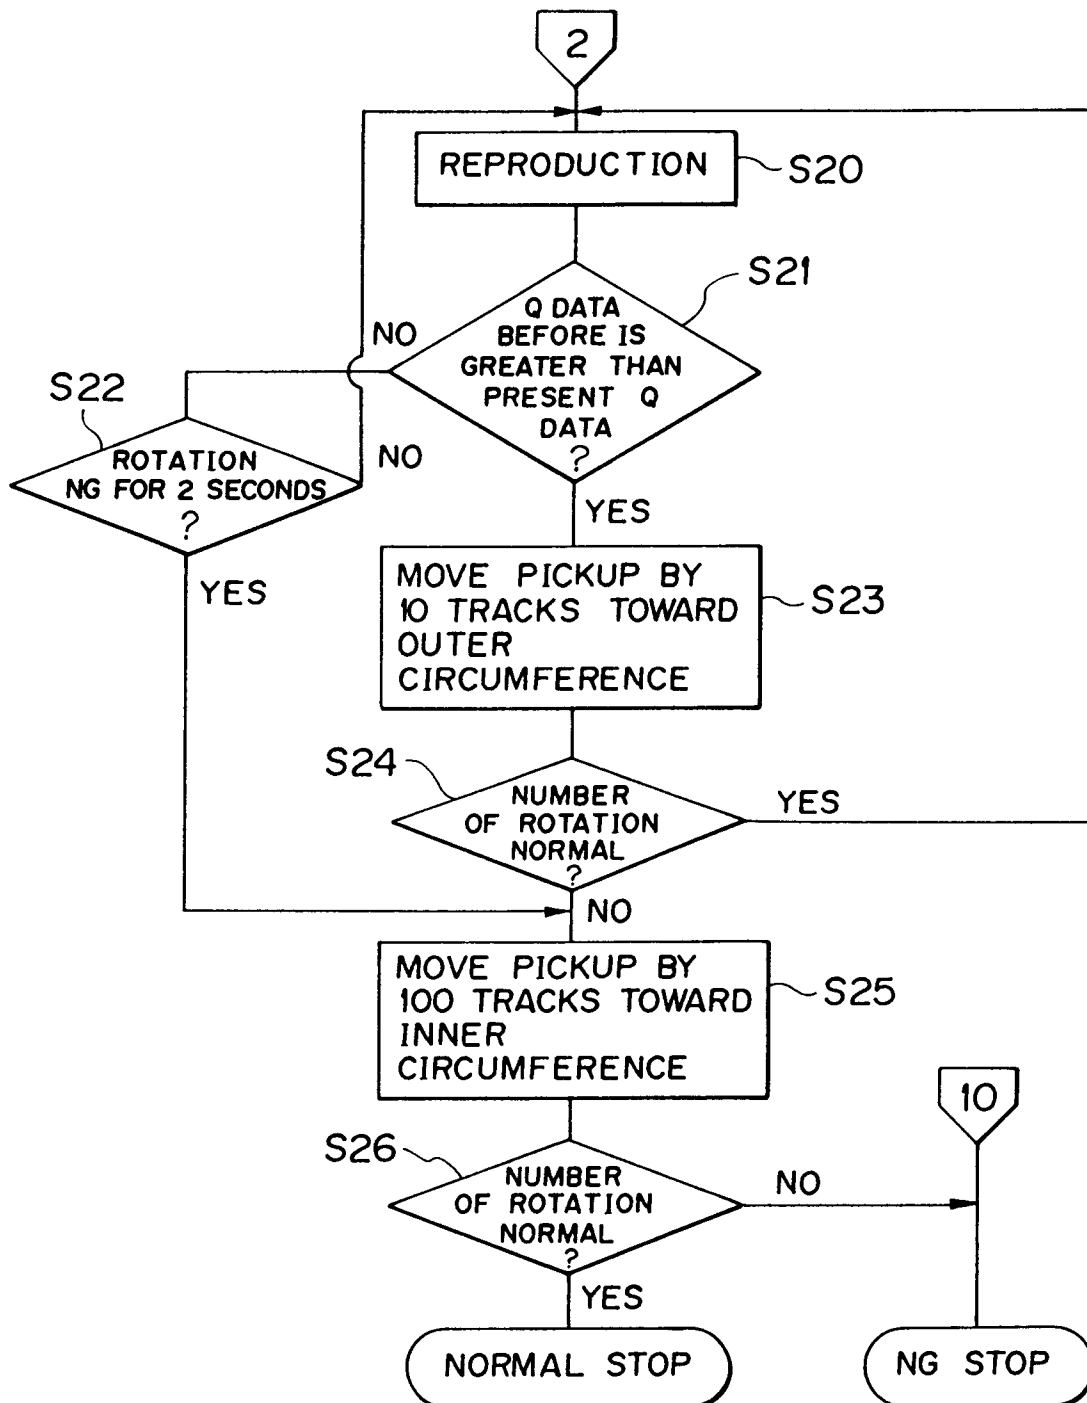 2
REPRODUCTION
S20
S21
Q DATA
BEFORE IS
GREATER THAN
PRESENT Q
DATA
?
NO
S22
ROTATION
NG FOR 2 SECONDS
?
NO
YES
YES
MOVE PICKUP BY
10 TRACKS TOWARD
OUTER
CIRCUMFERENCE
S23
S24
NUMBER
OF ROTATION
NORMAL
?
YES
NO
MOVE PICKUP BY
100 TRACKS TOWARD
INNER
CIRCUMFERENCE
S25
10
S26
NUMBER
OF ROTATION
NORMAL
?
NO
YES
NORMAL STOP
NG STOP